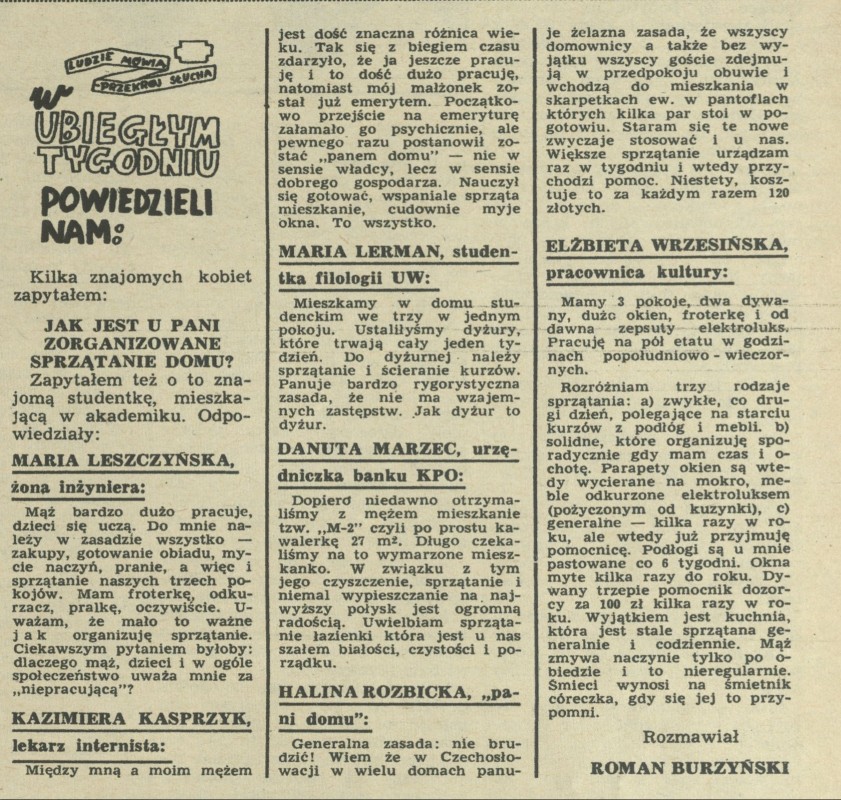 LUDZIE MÓWIĄ
-PRZEKRÓJ SŁUCHA
W
UBIEGŁYM
TYGODNIU
POWIEDZIELI
NAM:
Kilka znajomych kobiet
zapytałem:
JAK JEST U PANI
ZORGANIZOWANE
SPRZĄTANIE DOMU?
Zapytałem też o to zna-
jomą studentkę, mieszka-
jącą w akademiku. Odpo-
wiedziały:
MARIA LESZCZYŃSKA,
żona inżyniera:
Mąż bardzo dużo pracuje,
dzieci się uczą. Do mnie na-
leży w zasadzie wszystko —
zakupy, gotowanie obiadu, my-
cie naczyń, pranie, a więc i
sprzątanie naszych trzech po-
kojów. Mam froterkę, odku-
rzacz, pralkę, oczywiście. U-
ważam, że mało to ważne
jak organizuję sprzątanie.
Ciekawszym pytaniem byłoby:
dlaczego mąż, dzieci i w ogóle
społeczeństwo uważa mnie za
„niepracującą"?
KAZIMIERA KASPRZYK,
lekarz internista:
Między mną a moim mężem
jest dość znaczna różnica wie-
ku. Tak się z biegiem czasu
zdarzyło, że ja jeszcze pracu-
ję i to dość dużo pracuję,
natomiast mój małżonek zo-
stał już emerytem. Początko-
wo przejście na emeryturę
załamało go psychicznie, ale
pewnego razu postanowił zo-
stać „panem domu" — nie w
sensie władcy, lecz w sensie
dobrego gospodarza. Nauczył
się gotować, wspaniale sprząta
mieszkanie, cudownie myje
okna. To wszystko.
MARIA LERMAN, studen-
tka filologii UW:
Mieszkamy w domu stu-
denckim we trzy w jednym
pokoju. Ustaliłyśmy dyżury,
które trwają cały jeden ty-
dzień. Do dyżurnej należy
sprzątanie i ścieranie kurzów.
Panuje bardzo rygorystyczna
zasada, że nie ma wzajem-
nych zastępstw. Jak dyżur to
dyżur.
DANUTA MARZEC, urzę-
dniczka banku KPO:
Dopiero niedawno otrzyma-
liśmy z mężem mieszkanie
tzw. „M-2" czyli po prostu ka-
walerkę 27 m². Długo czeka-
liśmy na to wymarzone miesz-
kanko. W związku z tym
jego czyszczenie, sprzątanie i
niemal wypieszczanie na naj-
wyższy połysk jest ogromną
radością. Uwielbiam sprząta-
nie łazienki która jest u nas
szałem białości, czystości i po-
rządku.
HALINA ROZBICKA, „pa-
ni domu":
Generalna zasada: nie bru-
dzić! Wiem że w Czechosło-
wacji w wielu domach panu-
je żelazna zasada, że wszyscy
domownicy a także bez wy-
jątku wszyscy goście zdejmu-
ją w przedpokoju obuwie i
wchodzą do mieszkania w
skarpetkach ew. w pantoflach
których kilka par stoi w po-
gotowiu. Staram się te nowe
zwyczaje stosować i u nas.
Większe sprzątanie urządzam
raz w tygodniu i wtedy przy-
chodzi pomoc. Niestety, kosz-
tuje to za każdym razem 120
złotych.
ELŻBIETA WRZESIŃSKA,
pracownica kultury:
Mamy 3 pokoje, dwa dywa-
ny, dużo okien, froterkę i od
dawna zepsuty elektroluks.
Pracuję na pół etatu w godzi-
nach popołudniowo-wieczor-
nych.
Rozróżniam trzy rodzaje
sprzątania: a) zwykłe, co dru-
gi dzień, polegające na starciu
kurzów z podłóg i mebli. b)
solidne, które organizuję spo-
radycznie gdy mam czas i o-
chotę. Parapety okien są wte-
dy wycierane na mokro, me-
ble odkurzone elektroluksem
(pożyczonym od kuzynki), c)
generalne — kilka razy w ro-
ku, ale wtedy już przyjmuję
pomocnicę. Podłogi są u mnie
pastowane co 6 tygodni. Okna
myte kilka razy do roku. Dy-
wany trzepie pomocnik dozor-
cy za 100 zł kilka razy w ro-
ku. Wyjątkiem jest kuchnia,
która jest stale sprzątana ge-
neralnie i codziennie. Mąż
zmywa naczynie tylko po o-
biedzie i to nieregularnie.
Śmieci wynosi na śmietnik
córeczka, gdy się jej to przy-
pomni.
Rozmawiał
ROMAN BURZYŃSKI